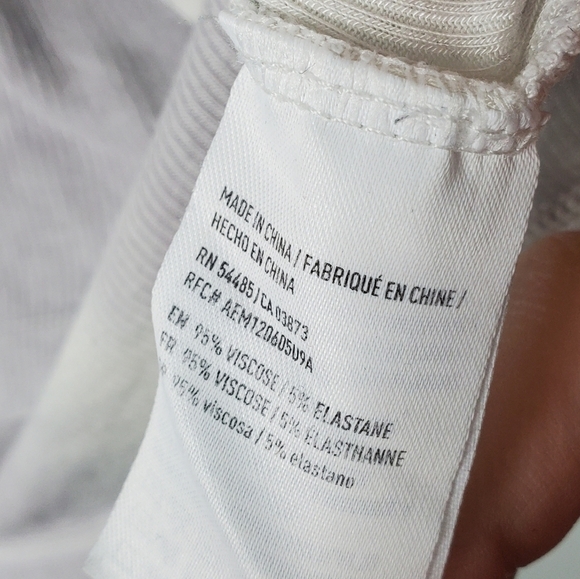 MADE IN CHINA / FABRIQUÉ EN CHINE /
HECHO EN CHINA
RN 54485 / CA 03873
RFC# AEM120605U9A
EN 95% VISCOSE / 5% ELASTANE
FR 95% VISCOSE / 5% ÉLASTHANNE
95% viscosa / 5% elastano